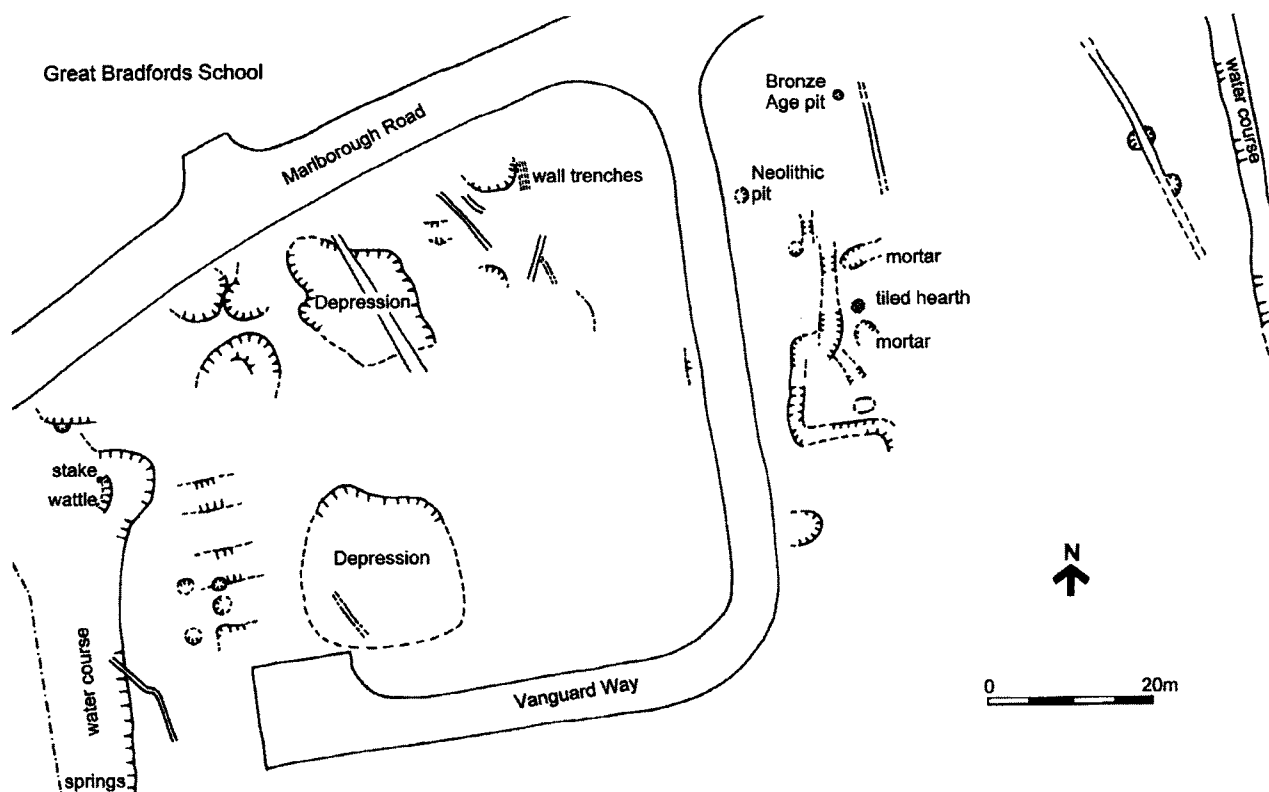 Great Bradfords School
Marlborough Road
Bronze
Age pit
water course
wall trenches
Neolithic
pit
mortar
Depression
tiled hearth
mortar
stake
wattle
Depression
N
water course
0 20m
Vanguard Way
springs